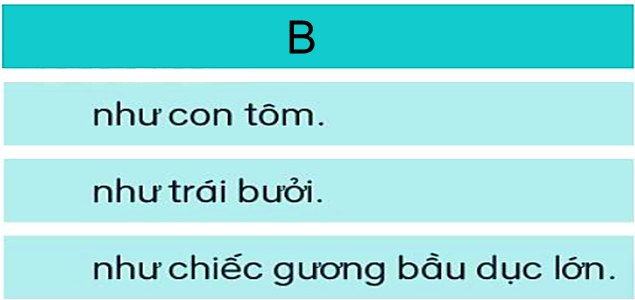 B
như con tôm.
như trái bưởi.
như chiếc gương bầu dục lớn.